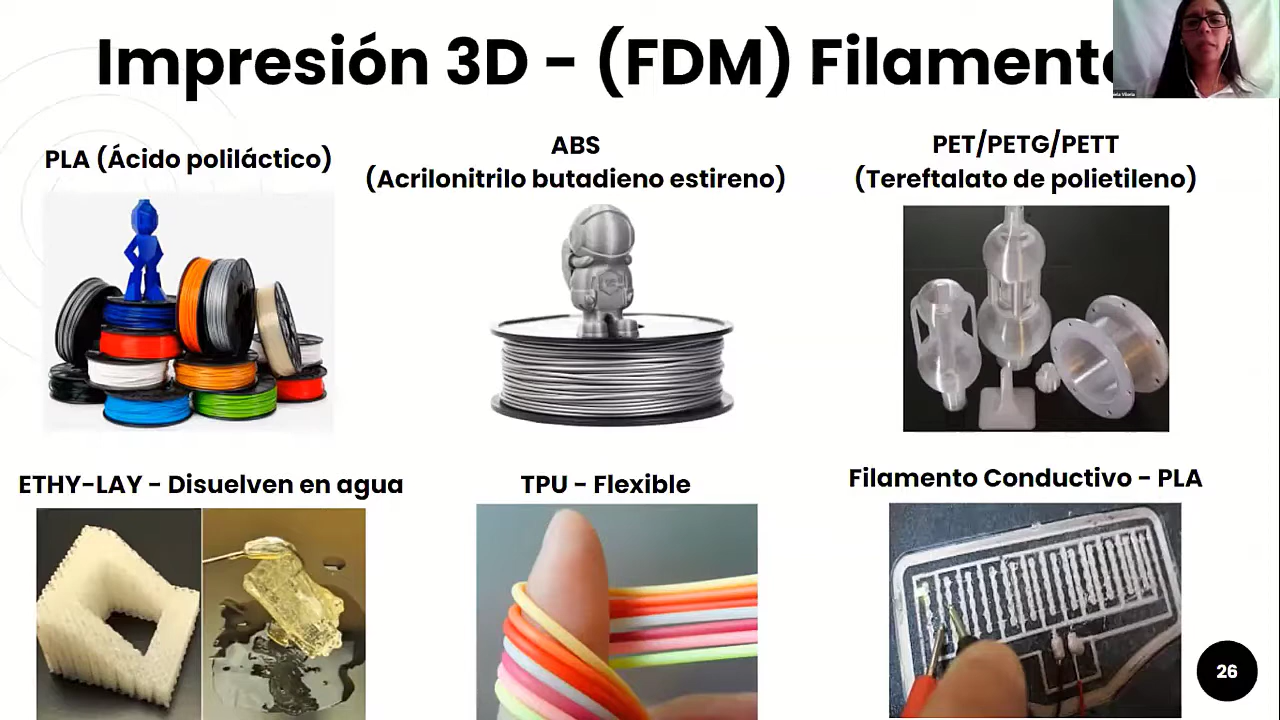 Impresión 3D - (FDM) Filamento
PLA (Ácido poliláctico)
ABS
(Acrilonitrilo butadieno estireno)
PET/PETG/PETT
(Tereftalato de polietileno)
ETHY-LAY - Disuelven en agua
TPU - Flexible
Filamento Conductivo - PLA
26